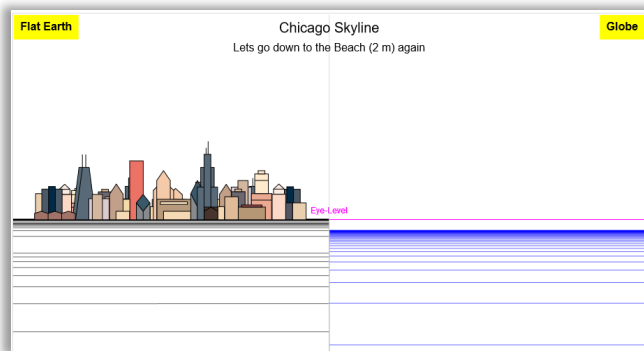 Flat Earth
Chicago Skyline
Globe
Lets go down to the Beach (2 m) again
Eye-Level